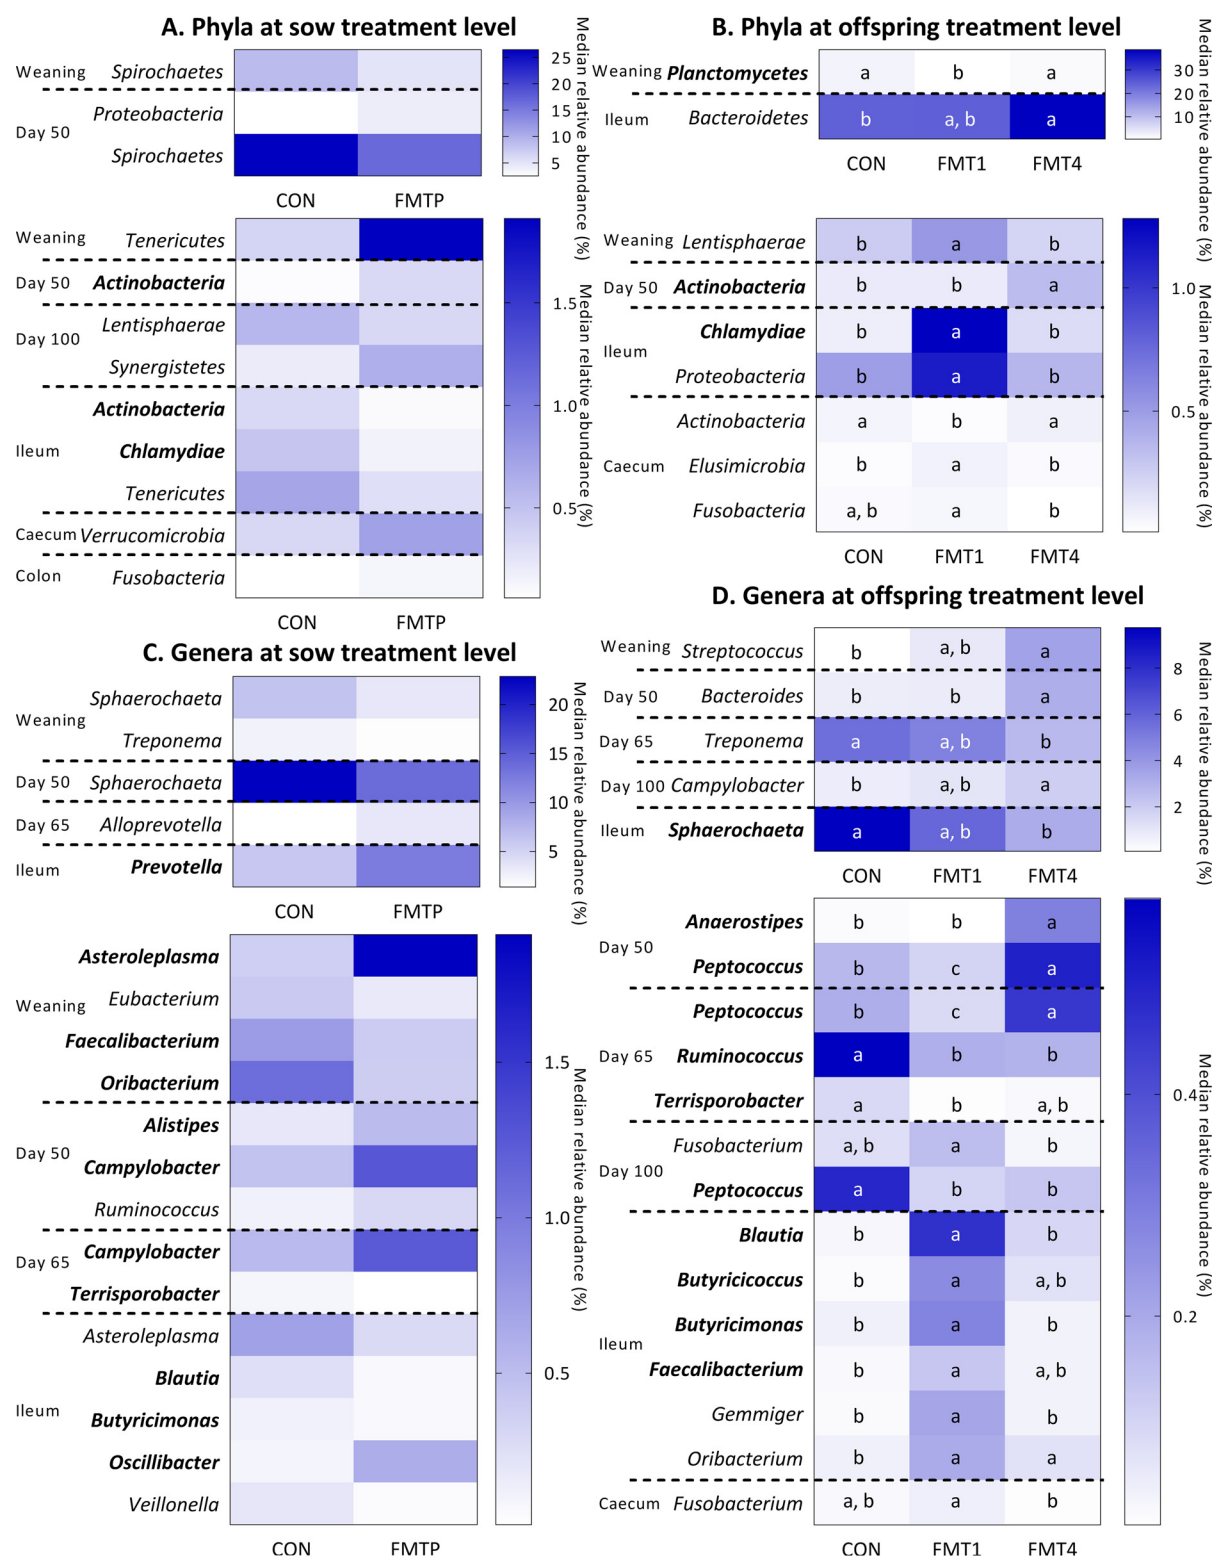 A. Phyla at sow treatment level
Weaning Spirochaetes
Day 50
Proteobacteria
Spirochaetes
CON FMTP
25
20
15
10
5
Median relative abundance (%)
Weaning Tenericutes
Day 50 Actinobacteria
Day 100
Lentisphaerae
Synergistetes
Ileum
Actinobacteria
Chlamydiae
Tenericutes
Caecum Verrucomicrobia
Colon Fusobacteria
CON FMTP
1.5
1.0
0.5
Median relative abundance (%)
B. Phyla at offspring treatment level
Weaning Planctomycetes a b a
Ileum Bacteroidetes b a, b a
CON FMT1 FMT4
30
20
10
Median relative abundance (%)
Weaning Lentisphaerae b a b
Day 50 Actinobacteria b b a
Ileum
Chlamydiae b a b
Proteobacteria b a b
Caecum
Actinobacteria a b a
Elusimicrobia b a b
Fusobacteria a, b a b
CON FMT1 FMT4
1.0
0.5
Median relative abundance (%)
C. Genera at sow treatment level
Weaning
Sphaerochaeta
Treponema
Day 50 Sphaerochaeta
Day 65 Alloprevotella
Ileum Prevotella
CON FMTP
20
15
10
5
Median relative abundance (%)
Weaning
Asteroleplasma
Eubacterium
Faecalibacterium
Oribacterium
Day 50
Alistipes
Campylobacter
Ruminococcus
Day 65
Campylobacter
Terrisporobacter
Ileum
Asteroleplasma
Blautia
Butyricimonas
Oscillibacter
Veillonella
CON FMTP
1.5
1.0
0.5
Median relative abundance (%)
D. Genera at offspring treatment level
Weaning Streptococcus b a, b a
Day 50 Bacteroides b b a
Day 65 Treponema a a, b b
Day 100 Campylobacter b a, b a
Ileum Sphaerochaeta a a, b b
CON FMT1 FMT4
8
6
4
2
Median relative abundance (%)
Day 50
Anaerostipes b b a
Peptococcus b c a
Day 65
Peptococcus b c a
Ruminococcus a b b
Terrisporobacter a b a, b
Day 100
Fusobacterium a, b a b
Peptococcus a b b
Ileum
Blautia b a b
Butyricicoccus b a a, b
Butyricimonas b a b
Faecalibacterium b a a, b
Gemmiger b a b
Oribacterium b a a
Caecum Fusobacterium a, b a b
CON FMT1 FMT4
0.4
0.2
Median relative abundance (%)